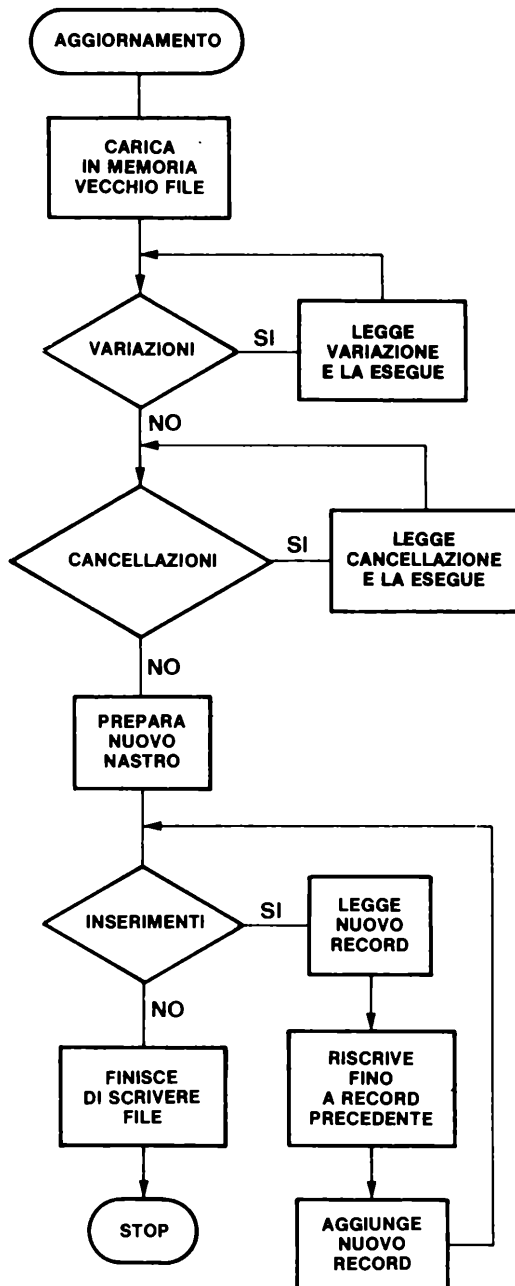 AGGIORNAMENTO
CARICA
IN MEMORIA
VECCHIO FILE
VARIAZIONI
SI
LEGGE
VARIAZIONE
E LA ESEGUE
NO
CANCELLAZIONI
SI
LEGGE
CANCELLAZIONE
E LA ESEGUE
NO
PREPARA
NUOVO
NASTRO
INSERIMENTI
SI
LEGGE
NUOVO
RECORD
NO
FINISCE
DI SCRIVERE
FILE
RISCRIVE
FINO
A RECORD
PRECEDENTE
STOP
AGGIUNGE
NUOVO
RECORD